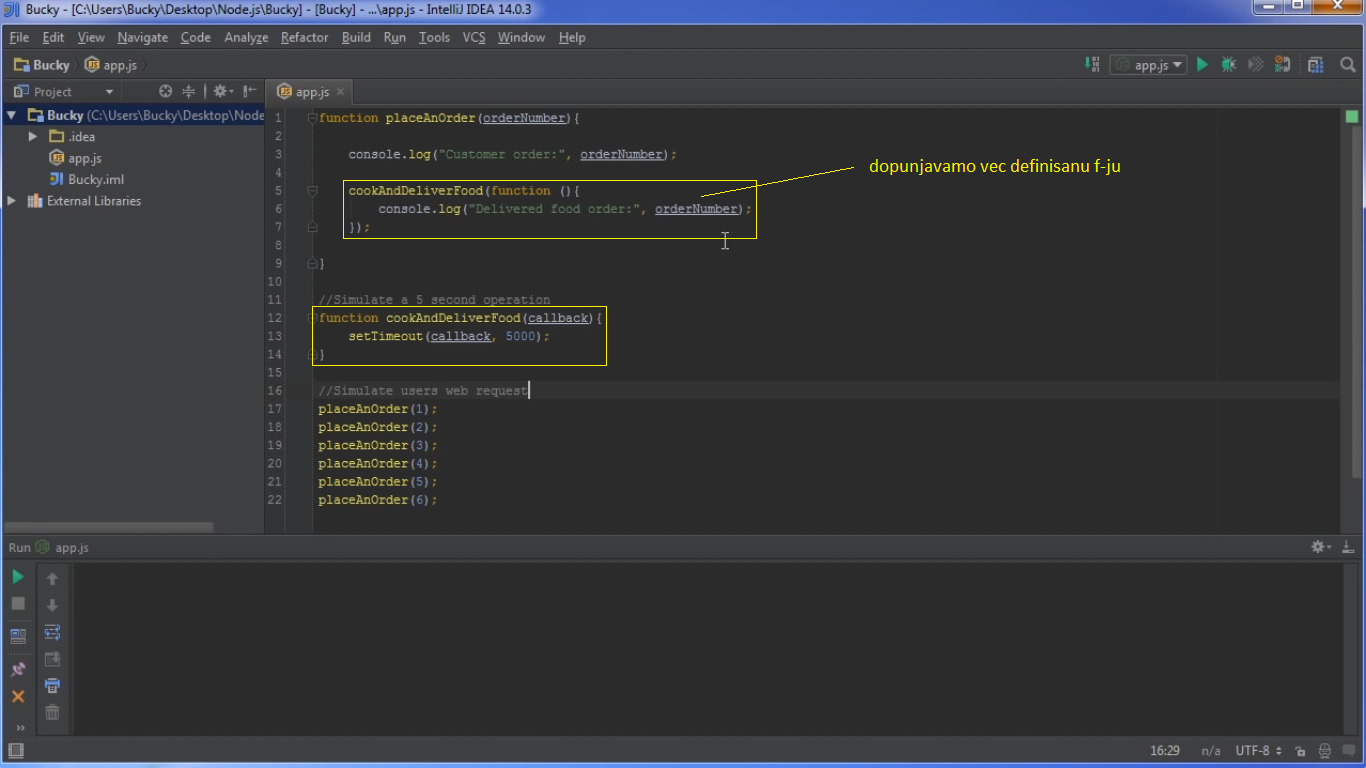 Bucky - [C:\Users\Bucky\Desktop\Node.js\Bucky] - [Bucky] - ...\app.js - IntelliJ IDEA 14.0.3
File Edit View Navigate Code Analyze Refactor Build Run Tools VCS Window Help
Bucky app.js
app.js
Project
app.js
Bucky (C:\Users\Bucky\Desktop\Node
.idea
app.js
Bucky.iml
External Libraries
1 function placeAnOrder(orderNumber){
2
3 console.log("Customer order:", orderNumber);
4
5 cookAndDeliverFood(function (){
6 console.log("Delivered food order:", orderNumber);
7 });
8
9 }
10
11 //Simulate a 5 second operation
12 function cookAndDeliverFood(callback){
13 setTimeout(callback, 5000);
14 }
15
16 //Simulate users web request
17 placeAnOrder(1);
18 placeAnOrder(2);
19 placeAnOrder(3);
20 placeAnOrder(4);
21 placeAnOrder(5);
22 placeAnOrder(6);
dopunjavamo vec definisanu f-ju
Run app.js
16:29 n/a UTF-8